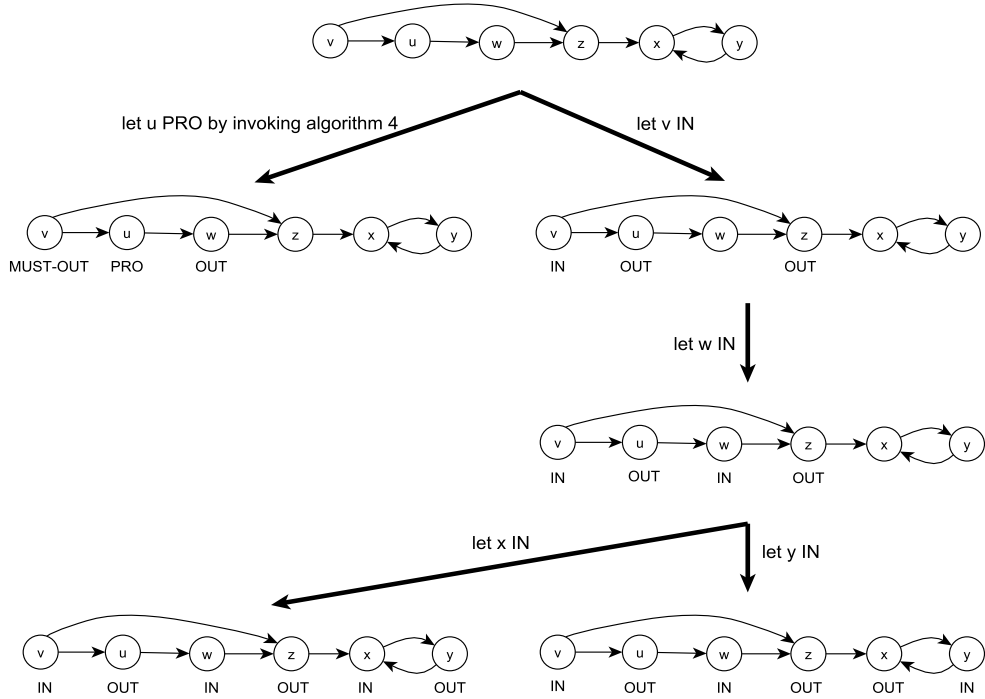 v u w z x y
let u PRO by invoking algorithm 4
let v IN
v u w z x y
MUST-OUT PRO OUT
v u w z x y
IN OUT OUT
let w IN
v u w z x y
IN OUT IN OUT
let x IN
let y IN
v u w z x y
IN OUT IN OUT IN OUT
v u w z x y
IN OUT IN OUT OUT IN